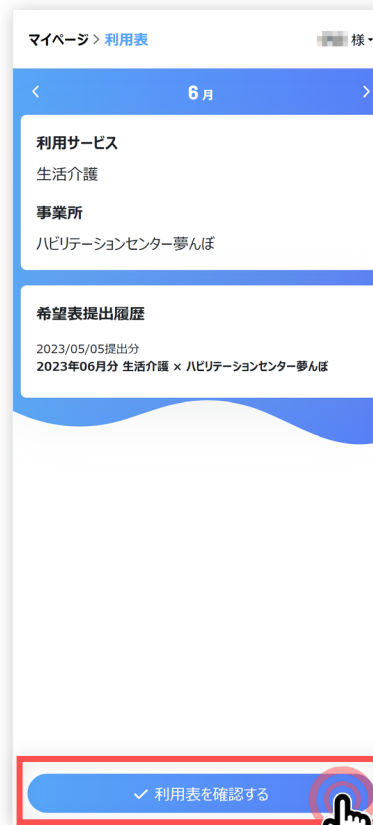 マイページ > 利用表
様
6月
利用サービス
生活介護
事業所
ハビリテーションセンター夢んぼ
希望表提出履歴
2023/05/05提出分
2023年06月分 生活介護 × ハビリテーションセンター夢んぼ
利用表を確認する